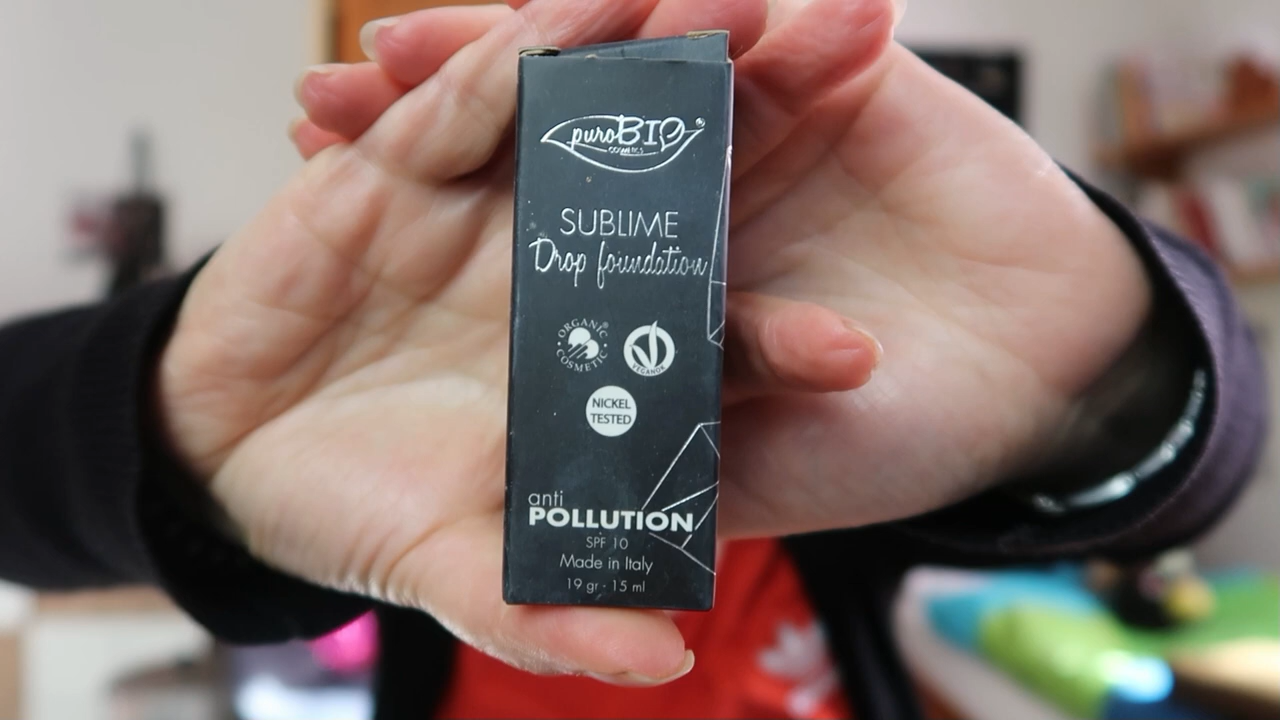 puroBIO®
COSMETICS
SUBLIME
Drop foundation
ORGANIC®
COSMETIC
VEGANOK
NICKEL
TESTED
anti
POLLUTION
SPF 10
Made in Italy
19 gr - 15 ml